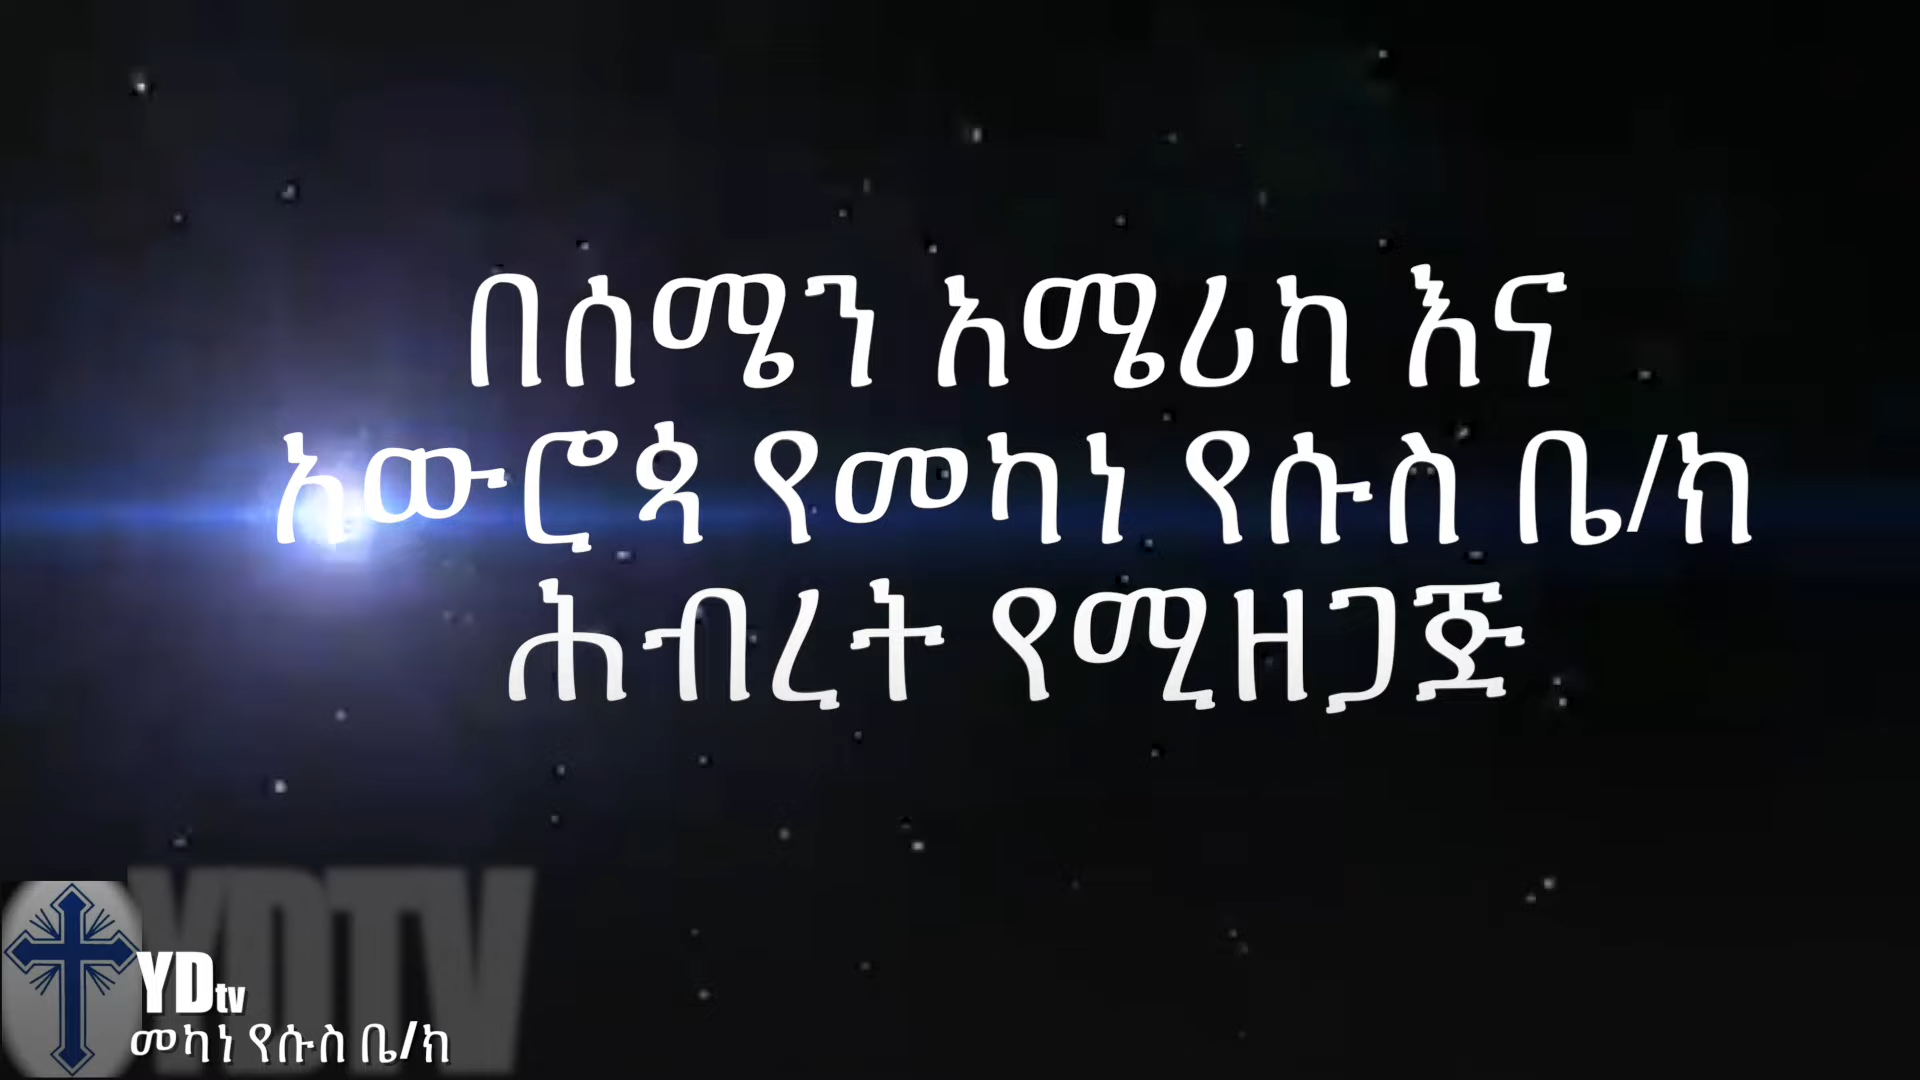 በሰሜን አሜሪካ እና
አውሮጳ የመካነ የሱስ ቤ/ክ
ሕብረት የሚዘጋጅ
YDTV
YDtv
መካነ የሱስ ቤ/ክ